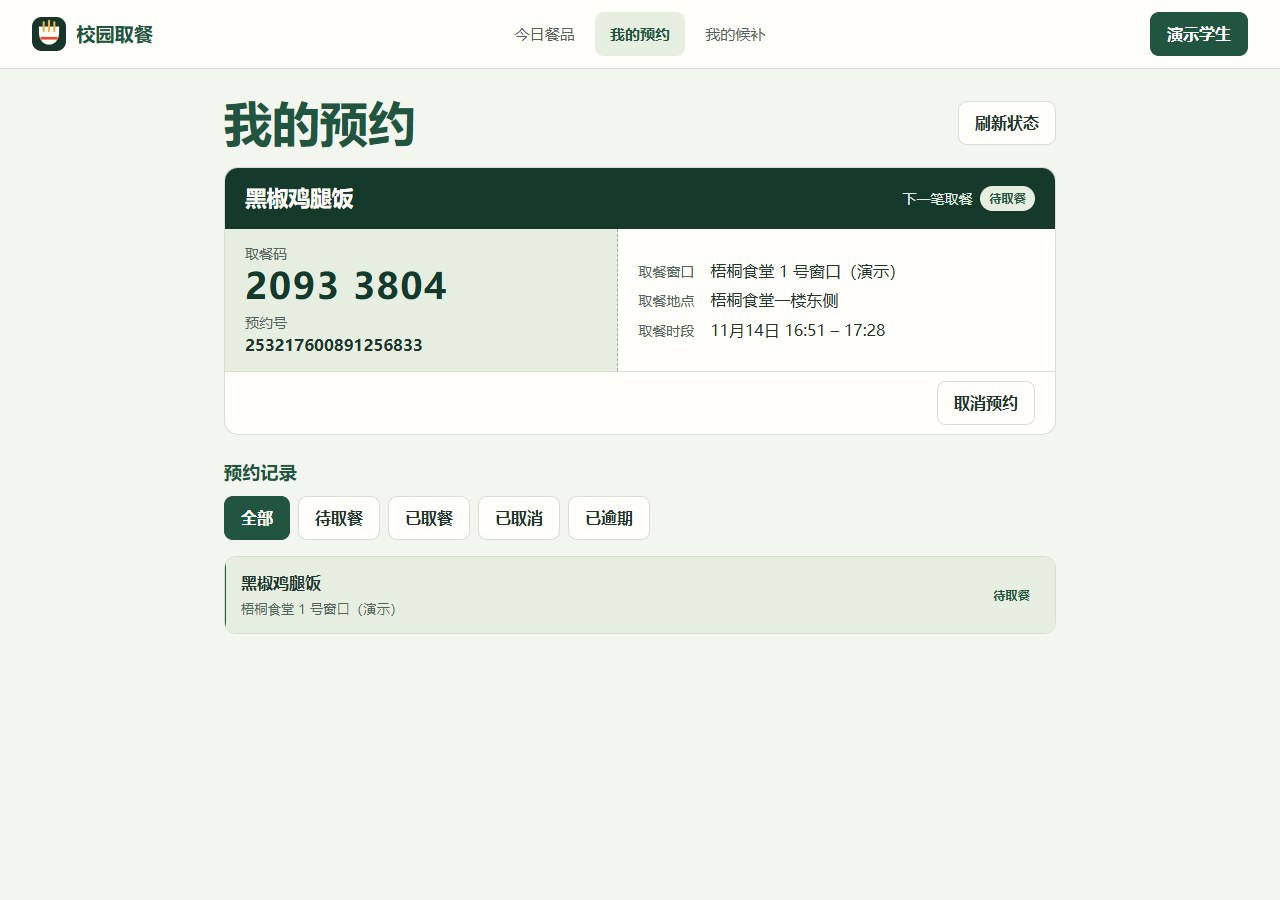 校园取餐
今日餐品 我的预约 我的候补
演示学生
我的预约
刷新状态
黑椒鸡腿饭
下一笔取餐 待取餐
取餐码
2093 3804
预约号
253217600891256833
取餐窗口 梧桐食堂 1 号窗口（演示）
取餐地点 梧桐食堂一楼东侧
取餐时段 11月14日 16:51 – 17:28
取消预约
预约记录
全部 待取餐 已取餐 已取消 已逾期
黑椒鸡腿饭
梧桐食堂 1 号窗口（演示）
待取餐